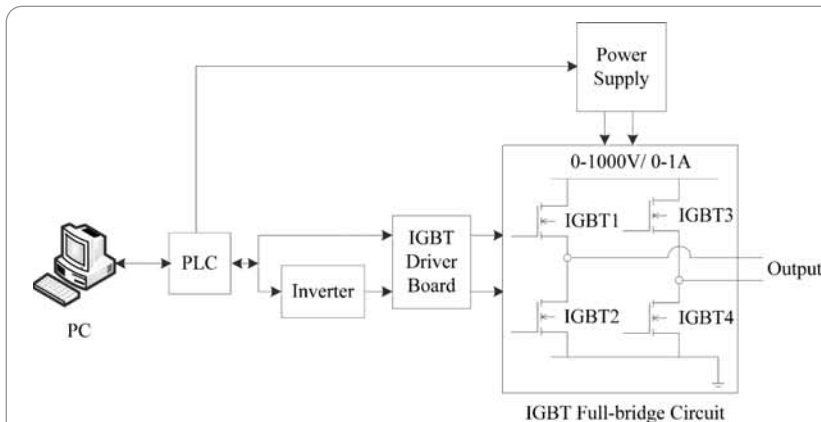 Power
Supply
0-1000V/ 0-1A
IGBT1
IGBT3
IGBT
Driver
Board
PLC
Inverter
Output
PC
IGBT2
IGBT4
IGBT Full-bridge Circuit